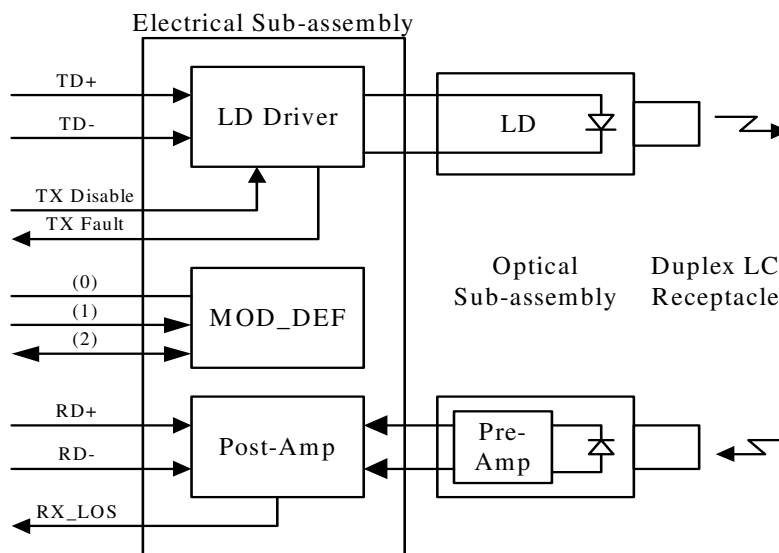 Electrical Sub-assembly
TD+
TD-
LD Driver
LD
TX Disable
TX Fault
(0)
(1)
(2)
MOD_DEF
Optical
Sub-assembly
Duplex LC
Receptacle
RD+
RD-
Post-Amp
Pre-
Amp
RX_LOS